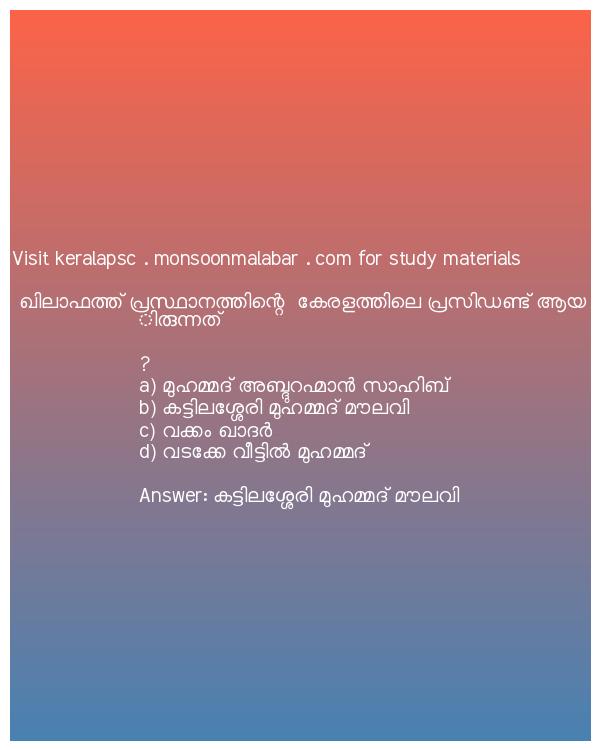 Visit keralapsc . monsoonmalabar . com for study materials
ഖിലാഫത്ത് പ്രസ്ഥാനത്തിന്റെ കേരളത്തിലെ പ്രസിഡണ്ട് ആയ
ിരുന്നത്
?
a) മുഹമ്മദ് അബ്ദുറഹ്മാൻ സാഹിബ്
b) കട്ടിലശ്ശേരി മുഹമ്മദ് മൗലവി
c) വക്കം ഖാദർ
d) വടക്കേ വീട്ടിൽ മുഹമ്മദ്
Answer: കട്ടിലശ്ശേരി മുഹമ്മദ് മൗലവി